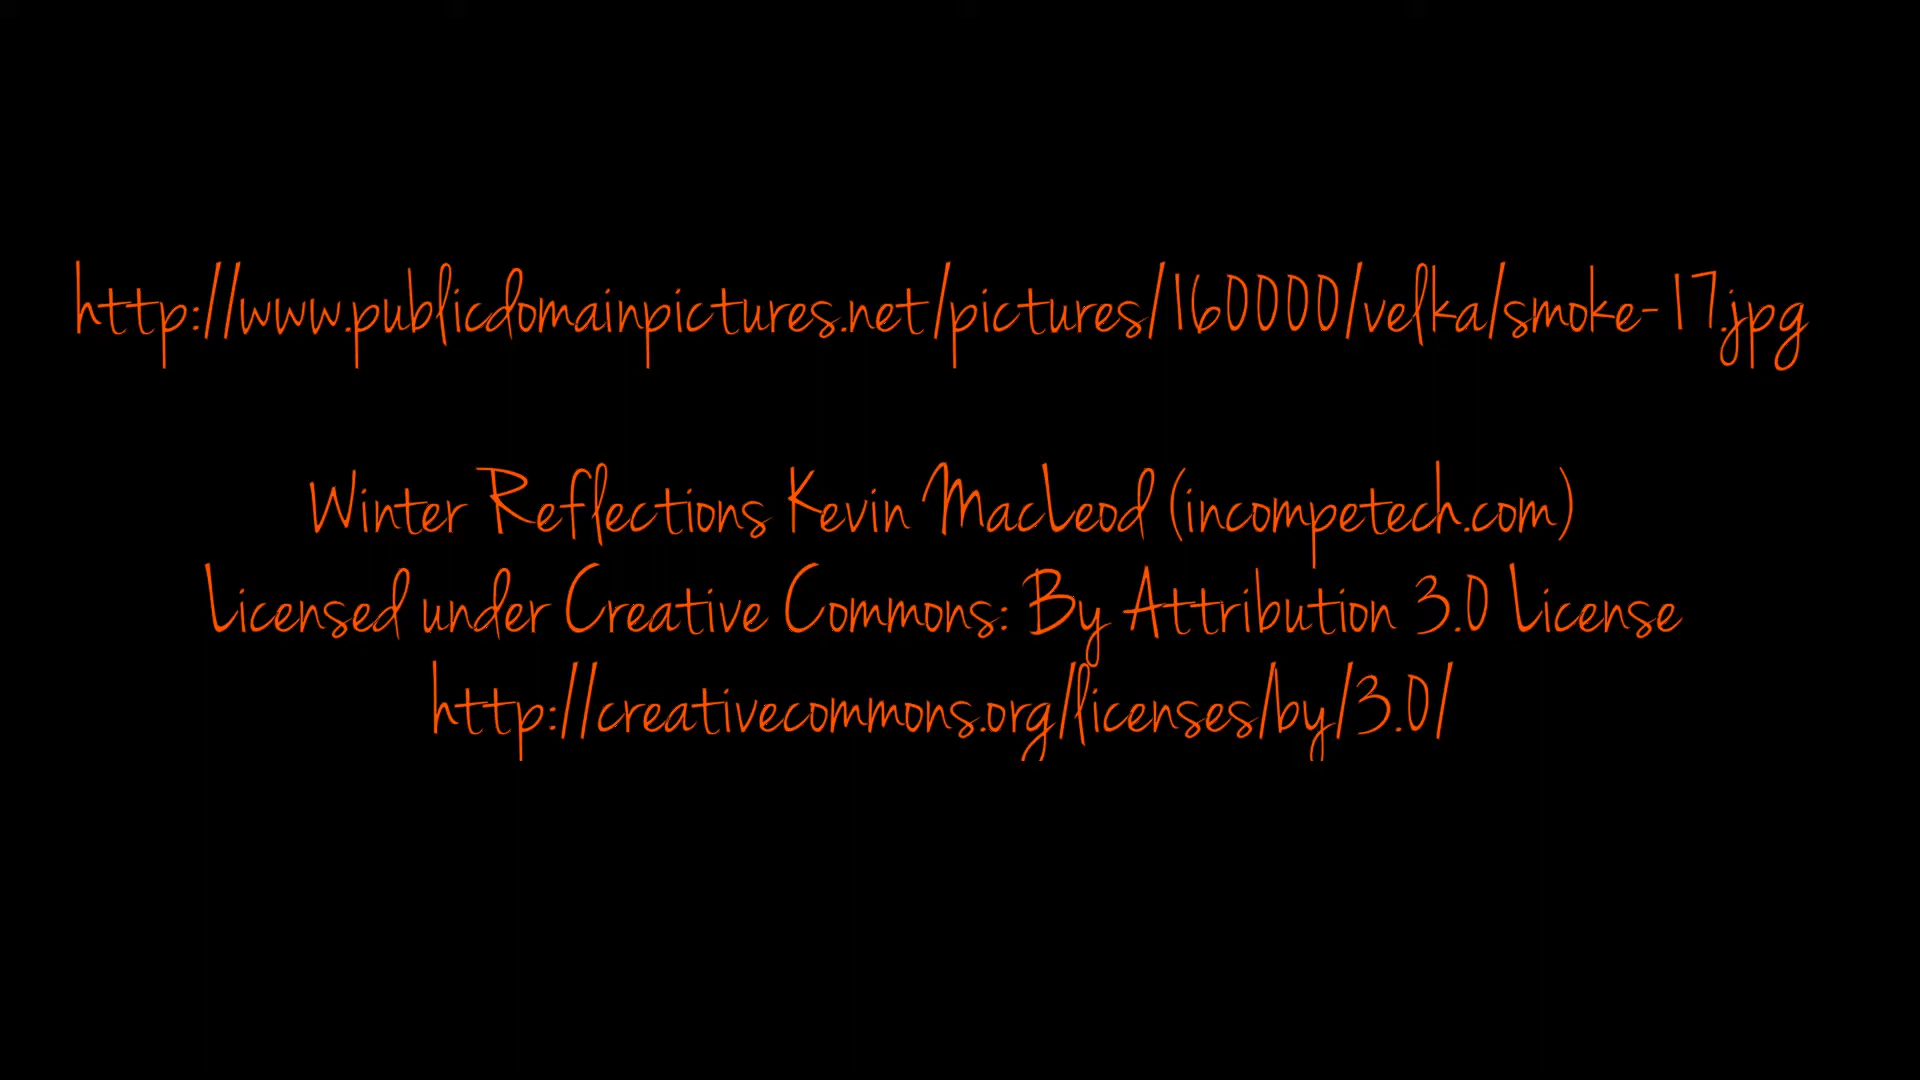 http://www.publicdomainpictures.net/pictures/160000/velka/smoke-17.jpg
Winter Reflections Kevin MacLeod (incompetech.com)
Licensed under Creative Commons: By Attribution 3.0 License
http://creativecommons.org/licenses/by/3.0/